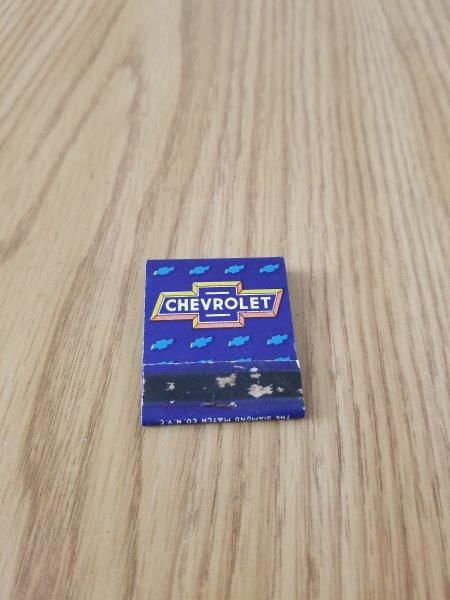 CHEVROLET
THE DIAMOND MATCH CO. N.Y.C.